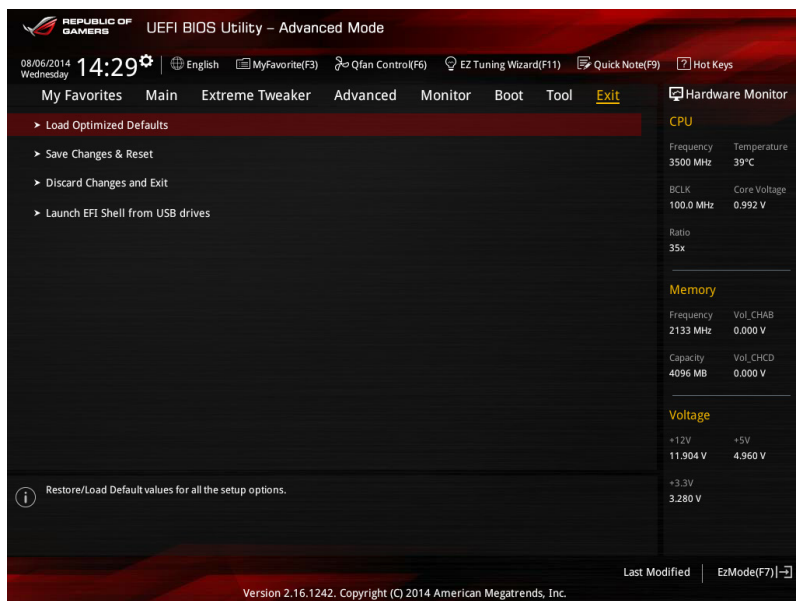 REPUBLIC OF
GAMERS
UEFI BIOS Utility – Advanced Mode
08/06/2014
Wednesday
14:29
English
MyFavorite(F3)
Qfan Control(F6)
EZ Tuning Wizard(F11)
Quick Note(F9)
? Hot Keys
My Favorites Main Extreme Tweaker Advanced Monitor Boot Tool Exit
Hardware Monitor
Load Optimized Defaults
Save Changes & Reset
Discard Changes and Exit
Launch EFI Shell from USB drives
CPU
Frequency Temperature
3500 MHz 39°C
BCLK Core Voltage
100.0 MHz 0.992 V
Ratio
35x
Memory
Frequency Vol_CHAB
2133 MHz 0.000 V
Capacity Vol_CHCD
4096 MB 0.000 V
Voltage
+12V +5V
11.904 V 4.960 V
+3.3V
3.280 V
i Restore/Load Default values for all the setup options.
Last Modified EzMode(F7)
Version 2.16.1242. Copyright (C) 2014 American Megatrends, Inc.